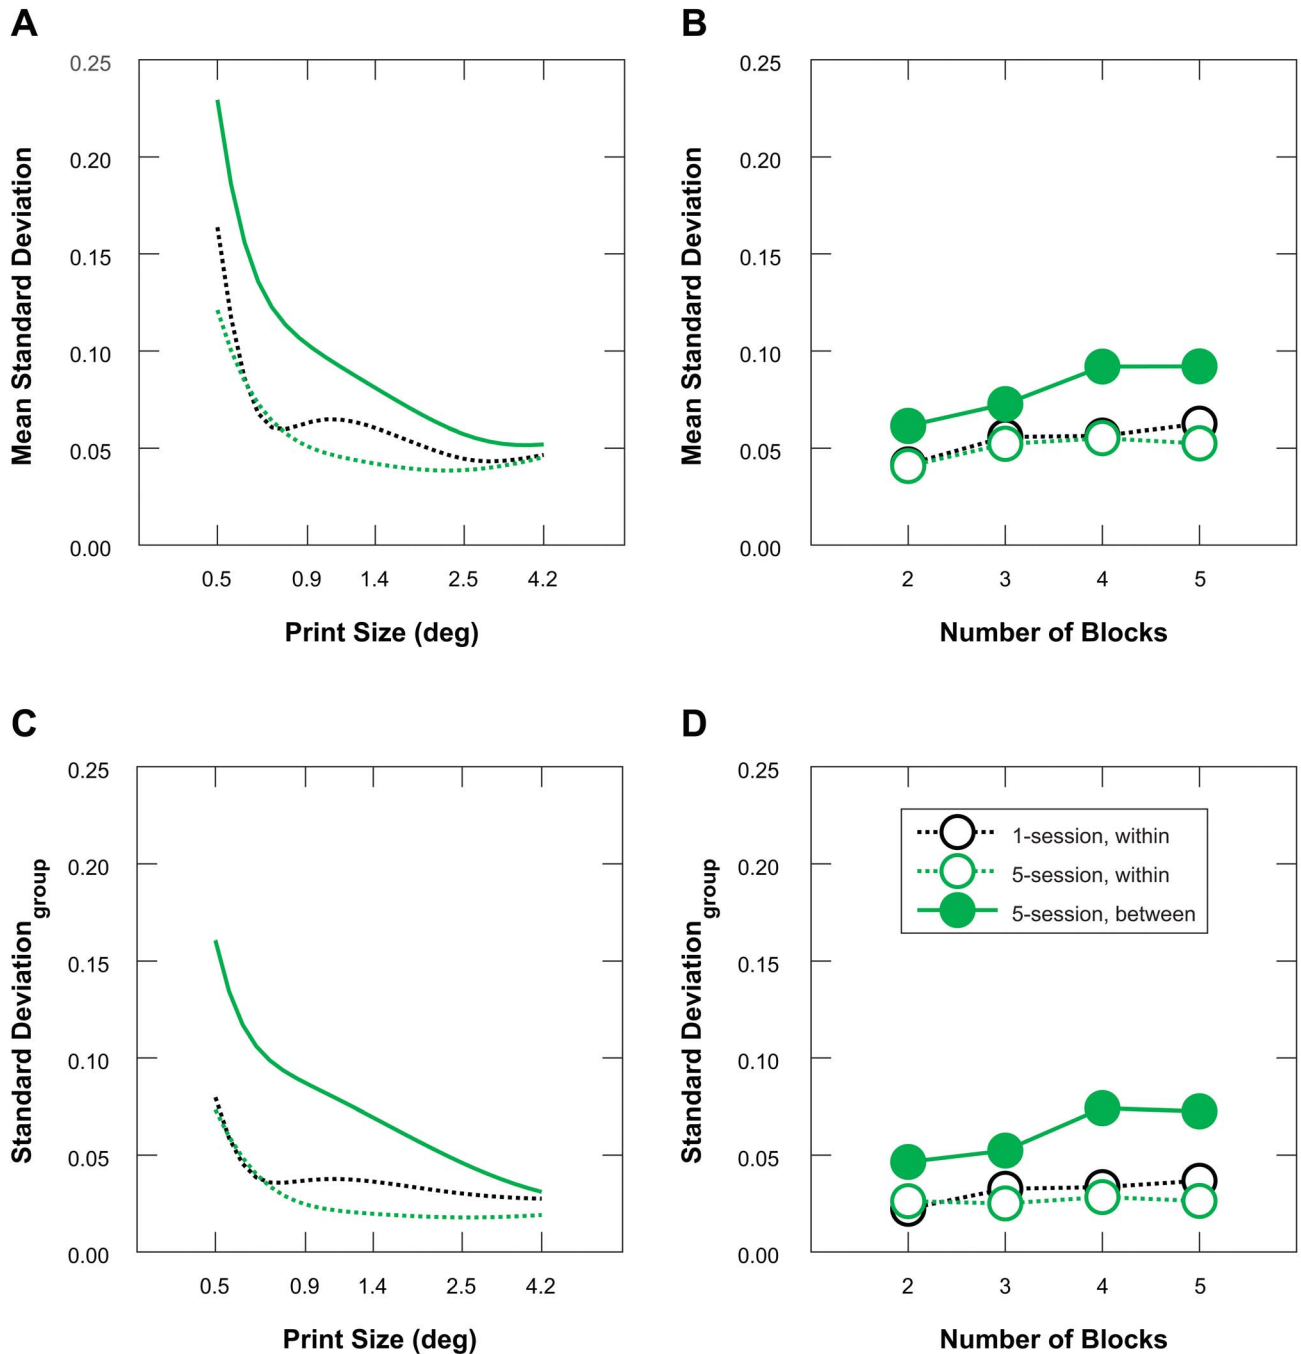 A
Mean Standard Deviation
0.25
0.20
0.15
0.10
0.05
0.00
0.5 0.9 1.4 2.5 4.2
Print Size (deg)
B
Mean Standard Deviation
0.25
0.20
0.15
0.10
0.05
0.00
2 3 4 5
Number of Blocks
C
Standard Deviation group
0.25
0.20
0.15
0.10
0.05
0.00
0.5 0.9 1.4 2.5 4.2
Print Size (deg)
D
Standard Deviation group
0.25
0.20
0.15
0.10
0.05
0.00
1-session, within
5-session, within
5-session, between
2 3 4 5
Number of Blocks